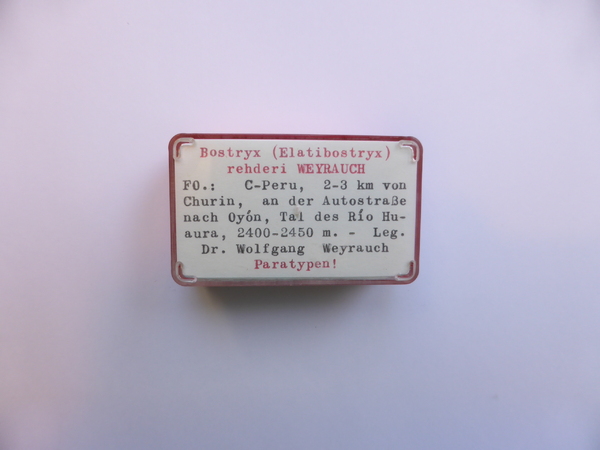 Bostryx (Elatibostryx)
rehderi WEYRAUCH
FO.: C-Peru, 2-3 km von
Churin, an der Autostraße
nach Oyón, Tal des Río Hu-
aura, 2400-2450 m. - Leg.
Dr. Wolfgang Weyrauch
Paratypen!